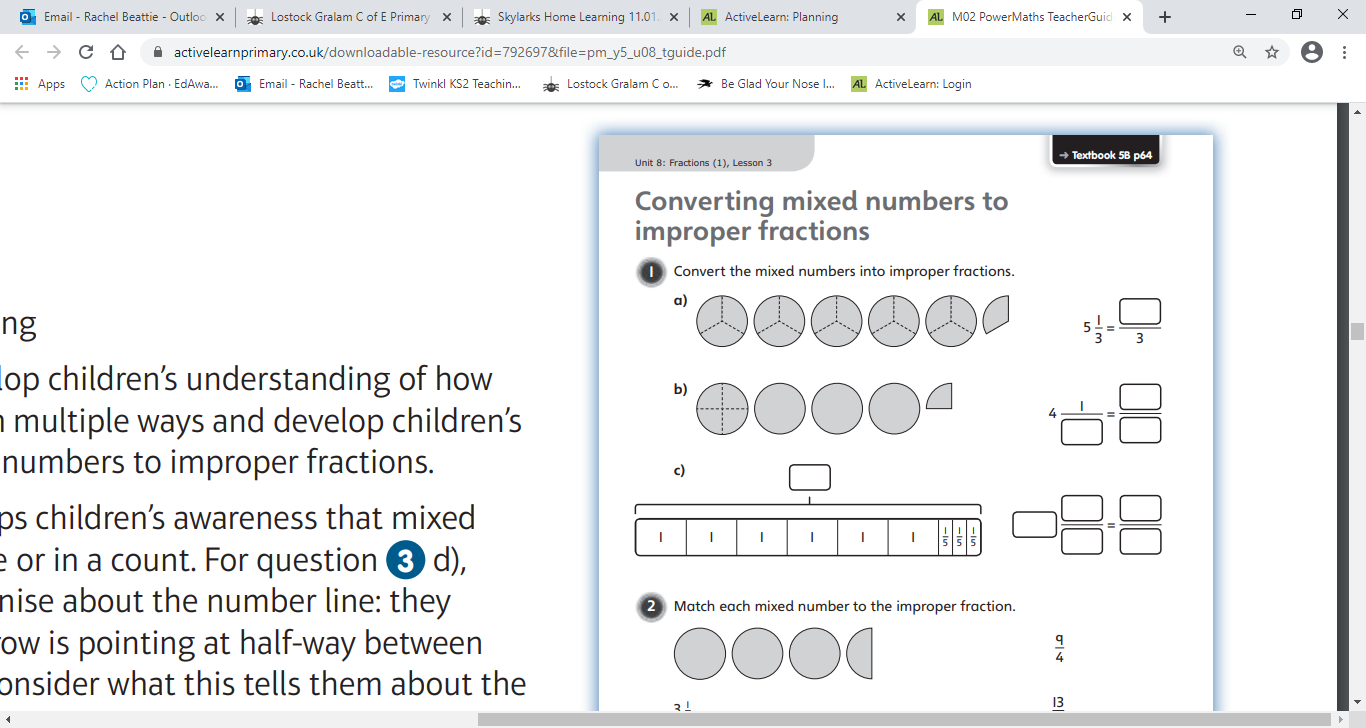 Email - Rachel Beattie - Outloo
Lostock Gralam C of E Primary
Skylarks Home Learning 11.01.
ActiveLearn: Planning
M02 PowerMaths TeacherGuid
activelearnprimary.co.uk/downloadable-resource?id=792697&file=pm_y5_u08_tguide.pdf
Apps
Action Plan · EdAwa...
Email - Rachel Beatt...
Twinkl KS2 Teachin...
Lostock Gralam C o...
Be Glad Your Nose I...
ActiveLearn: Login
ng
lop children's understanding of how
n multiple ways and develop children's
numbers to improper fractions.
ps children's awareness that mixed
e or in a count. For question 3 d),
nise about the number line: they
row is pointing at half-way between
onsider what this tells them about the
Unit 8: Fractions (1), Lesson 3
→ Textbook 5B p64
Converting mixed numbers to
improper fractions
1 Convert the mixed numbers into improper fractions.
a)
5 1/3 = /3
b)
4 1/ =
c)
1 1 1 1 1 1 1/5 1/5 1/5
=
2 Match each mixed number to the improper fraction.
9/4
3 1
13